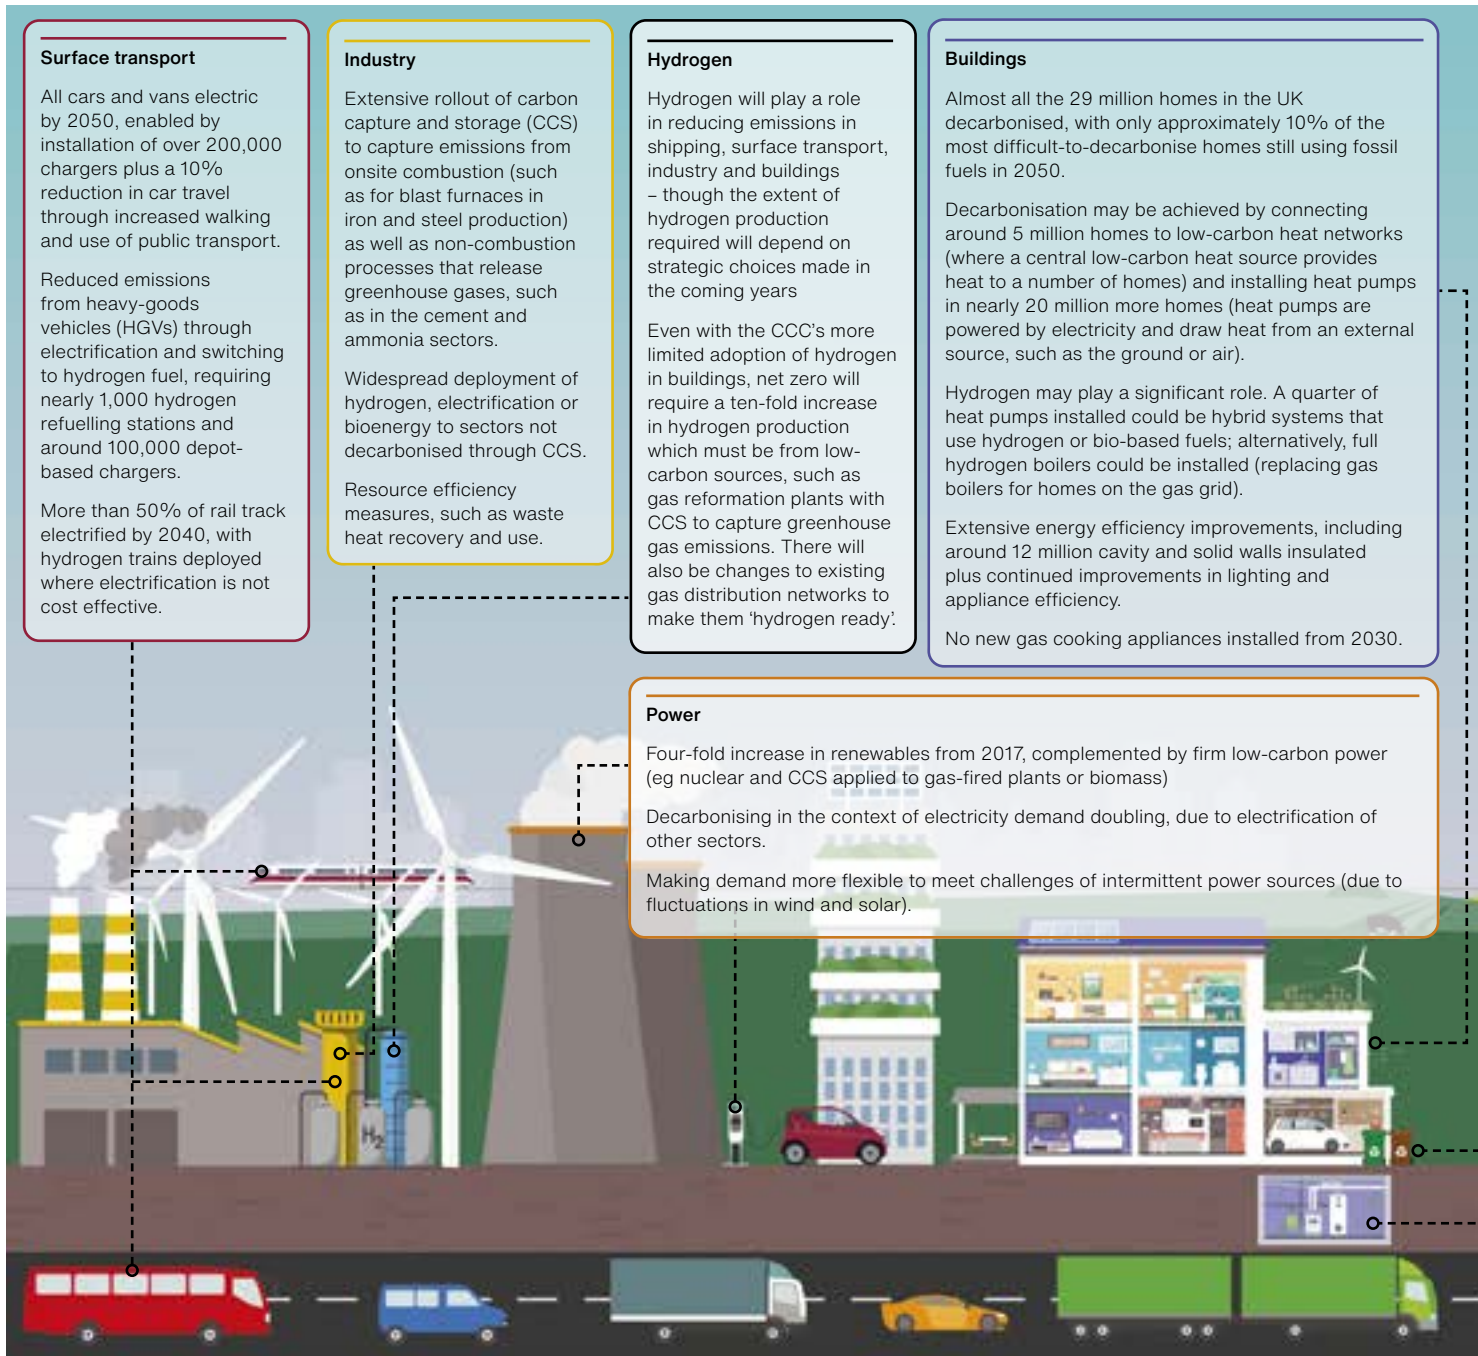 Surface transport
All cars and vans electric
by 2050, enabled by
installation of over 200,000
chargers plus a 10%
reduction in car travel
through increased walking
and use of public transport.
Reduced emissions
from heavy-goods
vehicles (HGVs) through
electrification and switching
to hydrogen fuel, requiring
nearly 1,000 hydrogen
refuelling stations and
around 100,000 depot-
based chargers.
More than 50% of rail track
electrified by 2040, with
hydrogen trains deployed
where electrification is not
cost effective.
Industry
Extensive rollout of carbon
capture and storage (CCS)
to capture emissions from
onsite combustion (such
as for blast furnaces in
iron and steel production)
as well as non-combustion
processes that release
greenhouse gases, such
as in the cement and
ammonia sectors.
Widespread deployment of
hydrogen, electrification or
bioenergy to sectors not
decarbonised through CCS.
Resource efficiency
measures, such as waste
heat recovery and use.
Hydrogen
Hydrogen will play a role
in reducing emissions in
shipping, surface transport,
industry and buildings
– though the extent of
hydrogen production
required will depend on
strategic choices made in
the coming years
Even with the CCC's more
limited adoption of hydrogen
in buildings, net zero will
require a ten-fold increase
in hydrogen production
which must be from low-
carbon sources, such as
gas reformation plants with
CCS to capture greenhouse
gas emissions. There will
also be changes to existing
gas distribution networks to
make them ‘hydrogen ready’.
Buildings
Almost all the 29 million homes in the UK
decarbonised, with only approximately 10% of the
most difficult-to-decarbonise homes still using fossil
fuels in 2050.
Decarbonisation may be achieved by connecting
around 5 million homes to low-carbon heat networks
(where a central low-carbon heat source provides
heat to a number of homes) and installing heat pumps
in nearly 20 million more homes (heat pumps are
powered by electricity and draw heat from an external
source, such as the ground or air).
Hydrogen may play a significant role. A quarter of
heat pumps installed could be hybrid systems that
use hydrogen or bio-based fuels; alternatively, full
hydrogen boilers could be installed (replacing gas
boilers for homes on the gas grid).
Extensive energy efficiency improvements, including
around 12 million cavity and solid walls insulated
plus continued improvements in lighting and
appliance efficiency.
No new gas cooking appliances installed from 2030.
Power
Four-fold increase in renewables from 2017, complemented by firm low-carbon power
(eg nuclear and CCS applied to gas-fired plants or biomass)
Decarbonising in the context of electricity demand doubling, due to electrification of
other sectors.
Making demand more flexible to meet challenges of intermittent power sources (due to
fluctuations in wind and solar).
H2